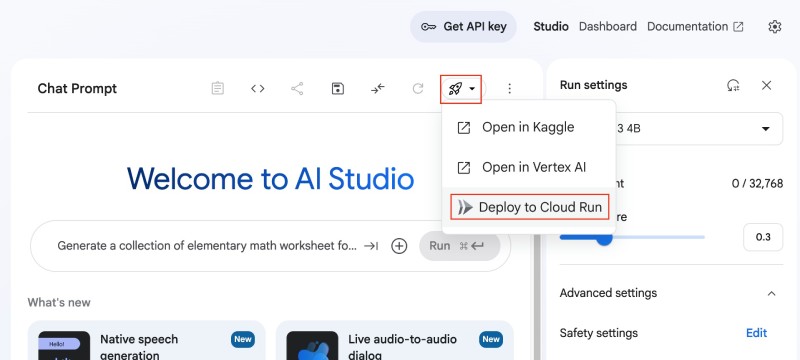 Get API key
Studio
Dashboard
Documentation
Chat Prompt
Run settings
Open in Kaggle
3 4B
Open in Vertex AI
Welcome to AI Studio
nt
0 / 32,768
Deploy to Cloud Run
re
0.3
Generate a collection of elementary math worksheet fo...
Run ⌘↵
Advanced settings
What's new
Safety settings
Edit
Hello!
Native speech
generation
New
Live audio-to-audio
dialog
New